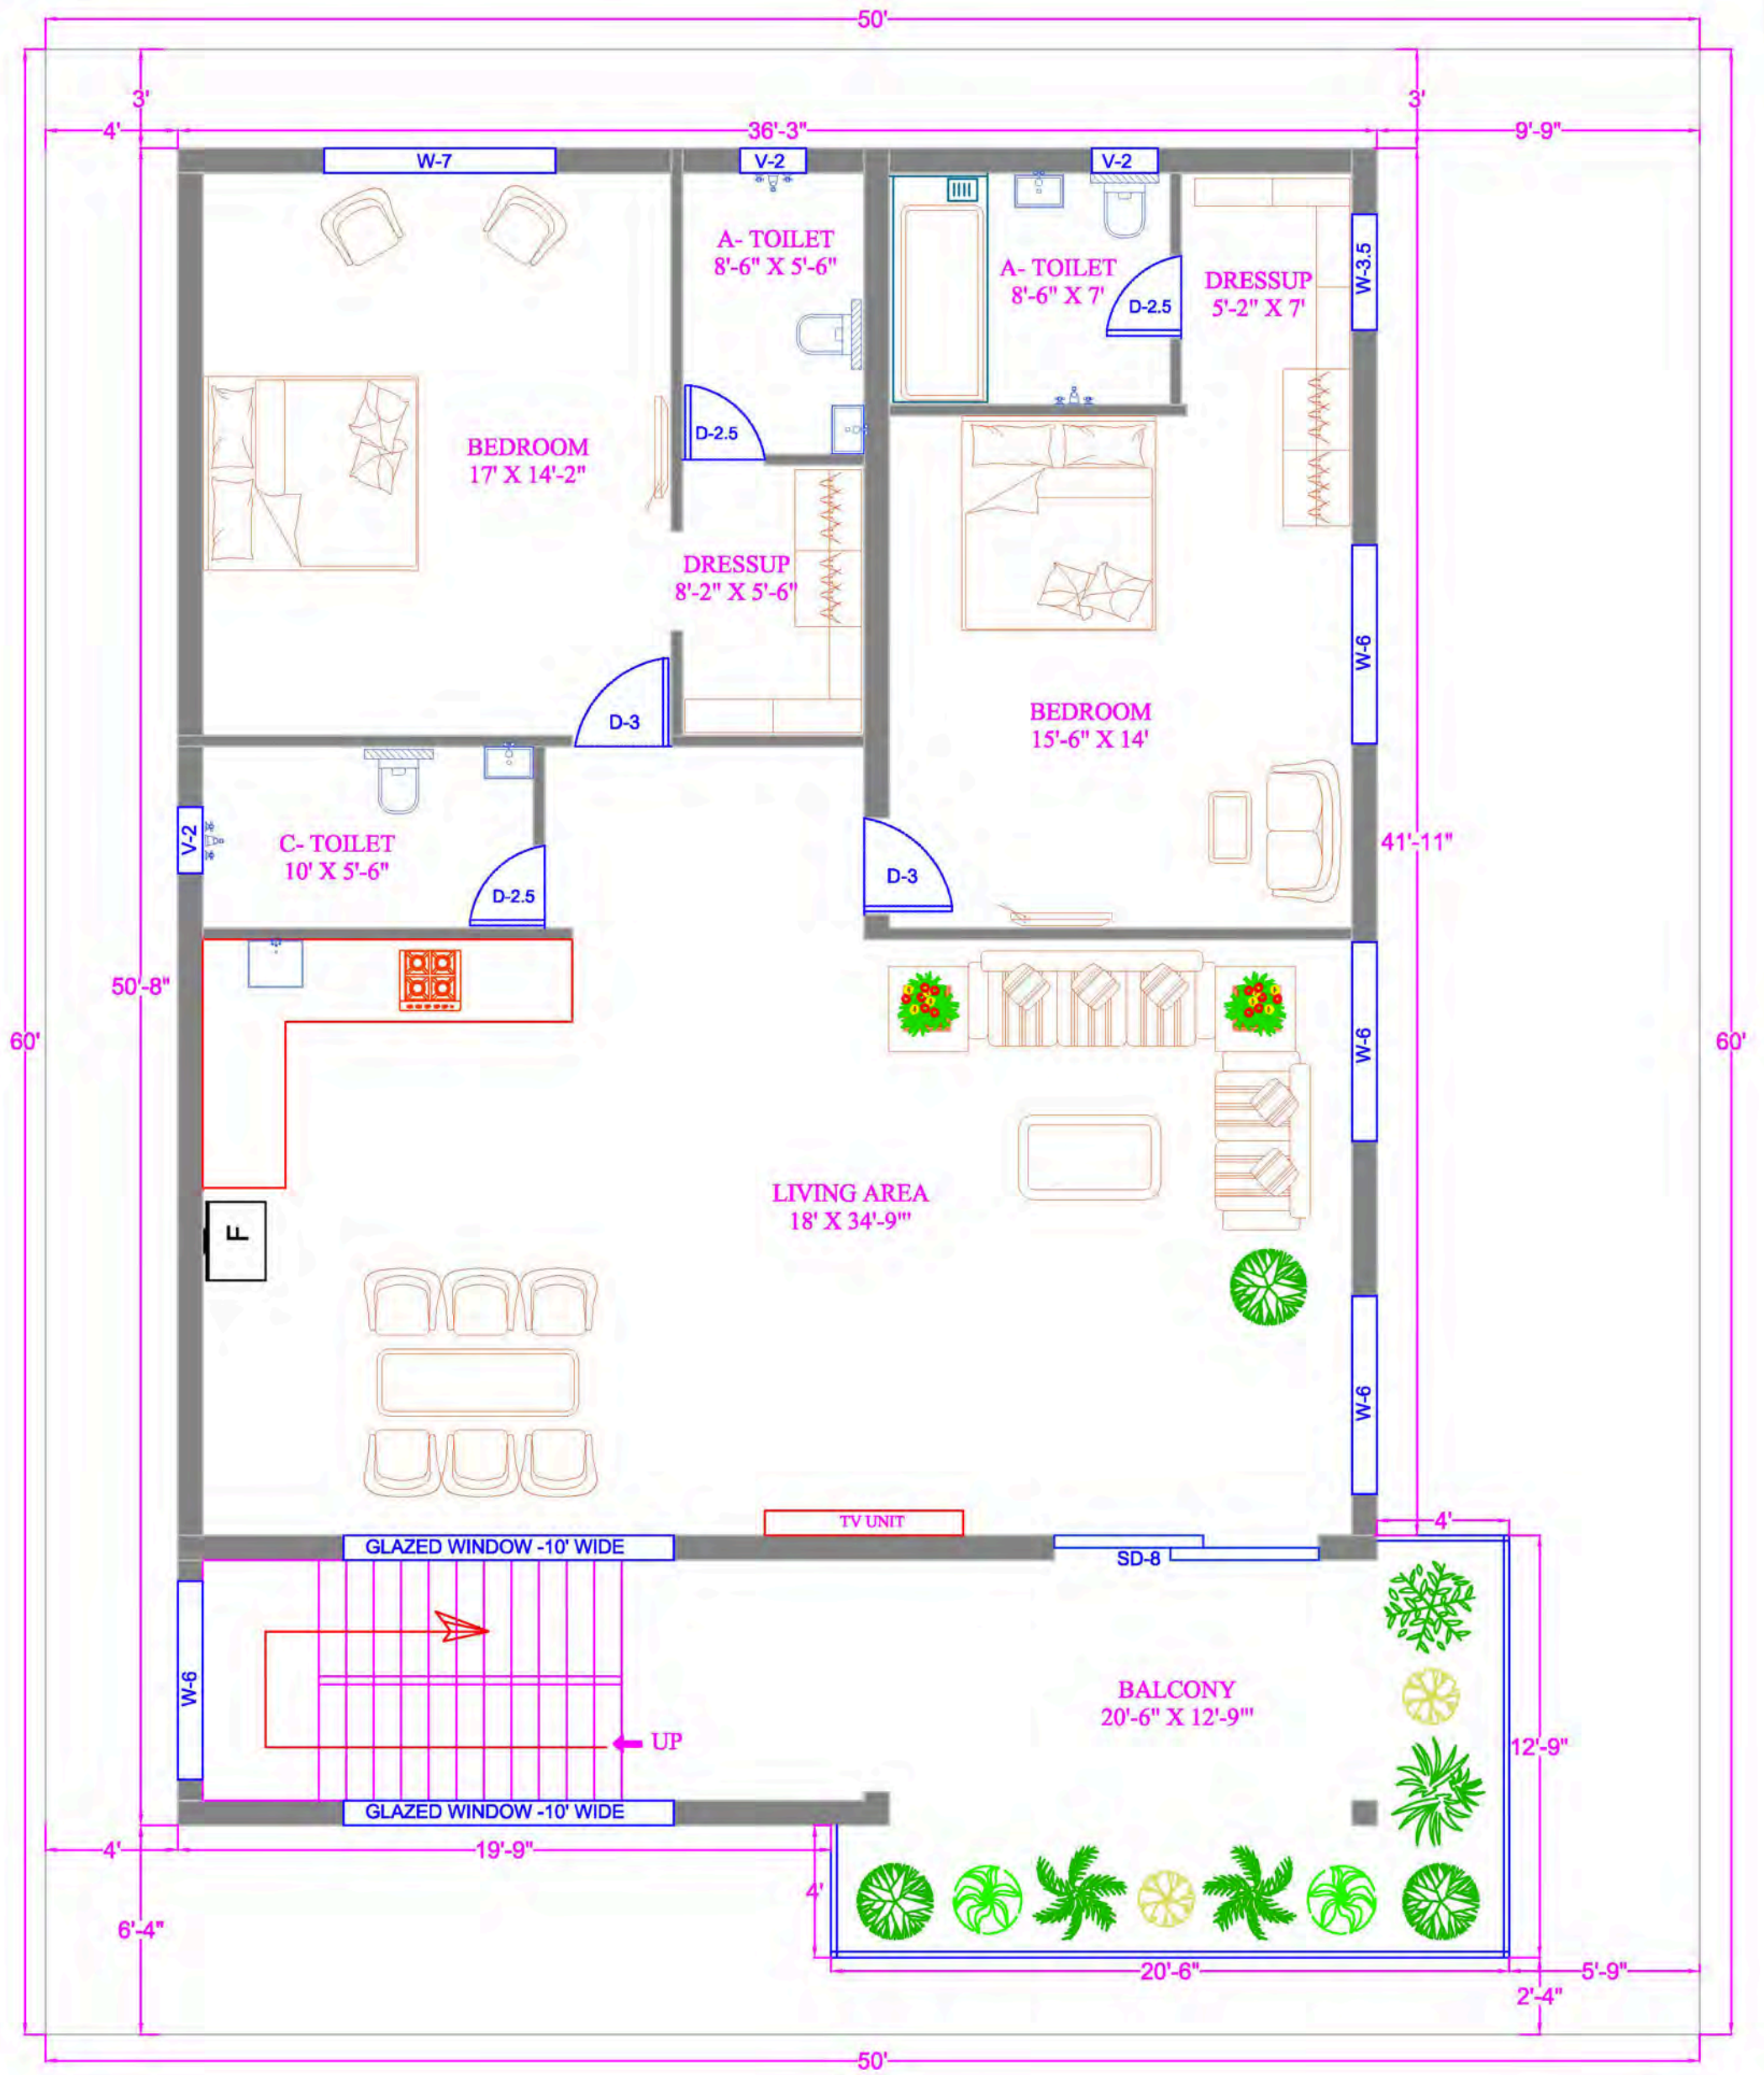 50'
3'
3'
4'
36'-3"
9'-9"
W-7
V-2
V-2
A- TOILET
8'-6" X 5'-6"
A- TOILET
8'-6" X 7'
D-2.5
DRESSUP
5'-2" X 7'
W-3.5
BEDROOM
17' X 14'-2"
D-2.5
DRESSUP
8'-2" X 5'-6"
W-6
D-3
BEDROOM
15'-6" X 14'
V-2
C- TOILET
10' X 5'-6"
D-2.5
D-3
41'-11"
50'-8"
60'
60'
W-6
F
LIVING AREA
18' X 34'-9"'
W-6
TV UNIT
4'
GLAZED WINDOW -10' WIDE
SD-8
W-6
UP
BALCONY
20'-6" X 12'-9"'
12'-9"
GLAZED WINDOW -10' WIDE
4'
19'-9"
4'
6'-4"
20'-6"
5'-9"
2'-4"
50'